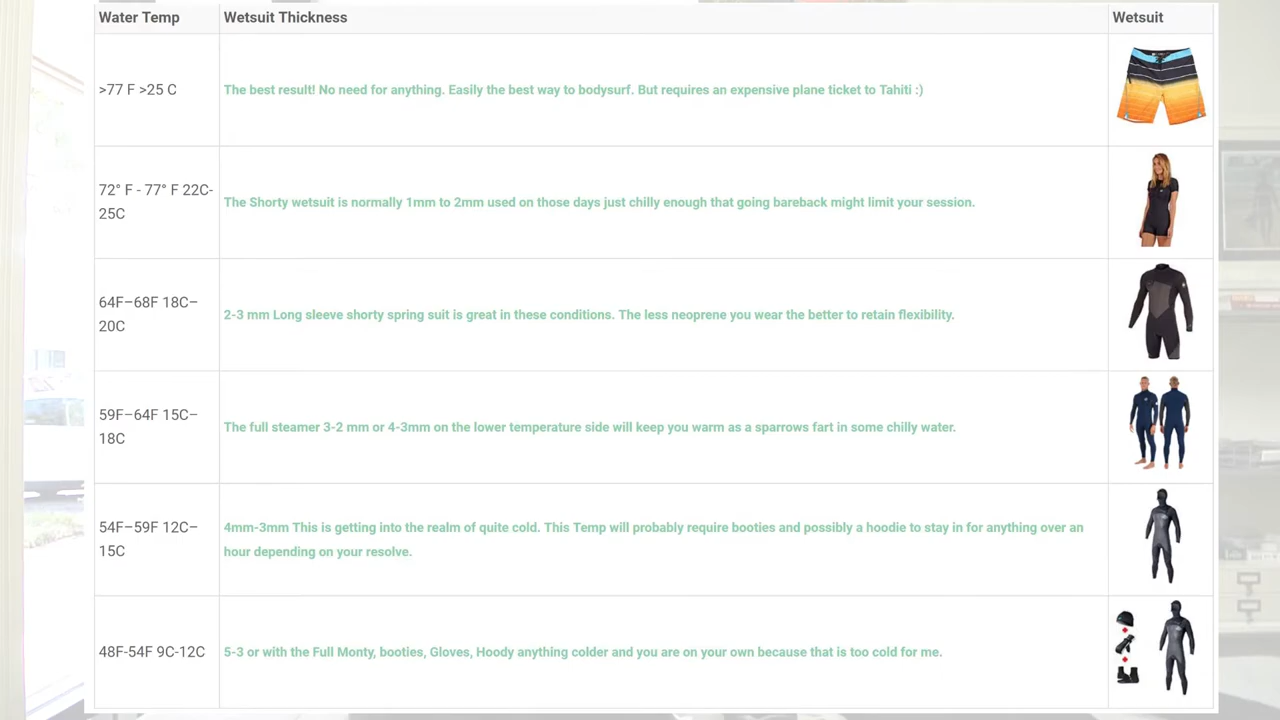 Water Temp
Wetsuit Thickness
Wetsuit
>77 F >25 C
The best result! No need for anything. Easily the best way to bodysurf. But requires an expensive plane ticket to Tahiti :)
72° F - 77° F 22C-
25C
The Shorty wetsuit is normally 1mm to 2mm used on those days just chilly enough that going bareback might limit your session.
64F–68F 18C–
20C
2-3 mm Long sleeve shorty spring suit is great in these conditions. The less neoprene you wear the better to retain flexibility.
59F–64F 15C–
18C
The full steamer 3-2 mm or 4-3mm on the lower temperature side will keep you warm as a sparrows fart in some chilly water.
54F–59F 12C–
15C
4mm-3mm This is getting into the realm of quite cold. This Temp will probably require booties and possibly a hoodie to stay in for anything over an
hour depending on your resolve.
48F-54F 9C-12C
5-3 or with the Full Monty, booties, Gloves, Hoody anything colder and you are on your own because that is too cold for me.